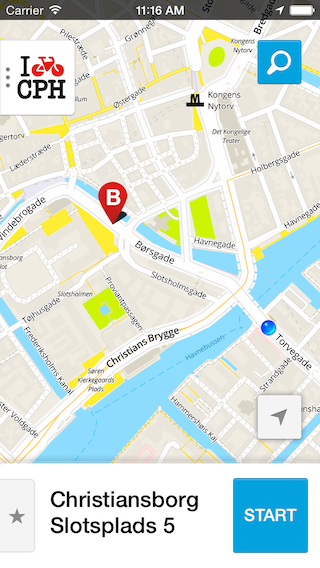 Carrier 11:16 AM
I
CPH
Pilestræde
Grønnegade
Kongens
Nytorv
Bredgade
Østergade
Kongens
Nytorv
Det Kongelige
Teater
Læderstræde
Holbergsgade
Vindebrogade
B
Børsgade
Havnegade
Havnegade
Slotsholmsgade
Slotsholmen
Proviantpassagen
Tøjhusgade
Christians Brygge
Frederiksholms Kanal
Havnebussen
Torvegade
Strandgade
Søren
Kierkegaards
Plads
Hammershøis Kaj
Vester Voldgade
Christiansborg
Slotsplads 5
START